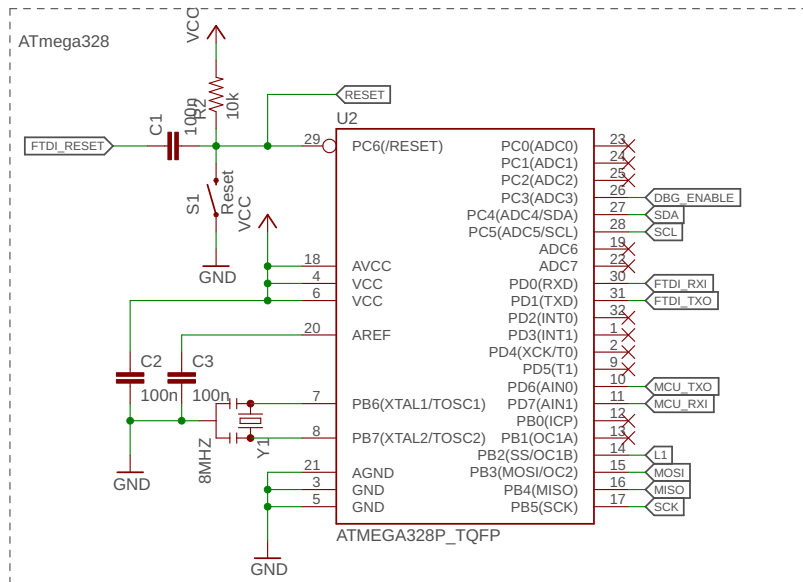 ATmega328
VCC
R2
10k
100n
C1
FTDI_RESET
RESET
S1
Reset
GND
VCC
U2
29 PC6(/RESET)
18 AVCC
4 VCC
6 VCC
20 AREF
7 PB6(XTAL1/TOSC1)
8 PB7(XTAL2/TOSC2)
21 AGND
3 GND
5 GND
PC0(ADC0) 23
PC1(ADC1) 24
PC2(ADC2) 25
PC3(ADC3) 26 DBG_ENABLE
PC4(ADC4/SDA) 27 SDA
PC5(ADC5/SCL) 28 SCL
ADC6 19
ADC7 22
PD0(RXD) 30 FTDI_RXI
PD1(TXD) 31 FTDI_TXO
PD2(INT0) 32
PD3(INT1) 1
PD4(XCK/T0) 2
PD5(T1) 9
PD6(AIN0) 10 MCU_TXO
PD7(AIN1) 11 MCU_RXI
PB0(ICP) 12
PB1(OC1A) 13
PB2(SS/OC1B) 14 L1
PB3(MOSI/OC2) 15 MOSI
PB4(MISO) 16 MISO
PB5(SCK) 17 SCK
C2
100n
C3
100n
8MHZ
Y1
GND
GND
ATMEGA328P_TQFP